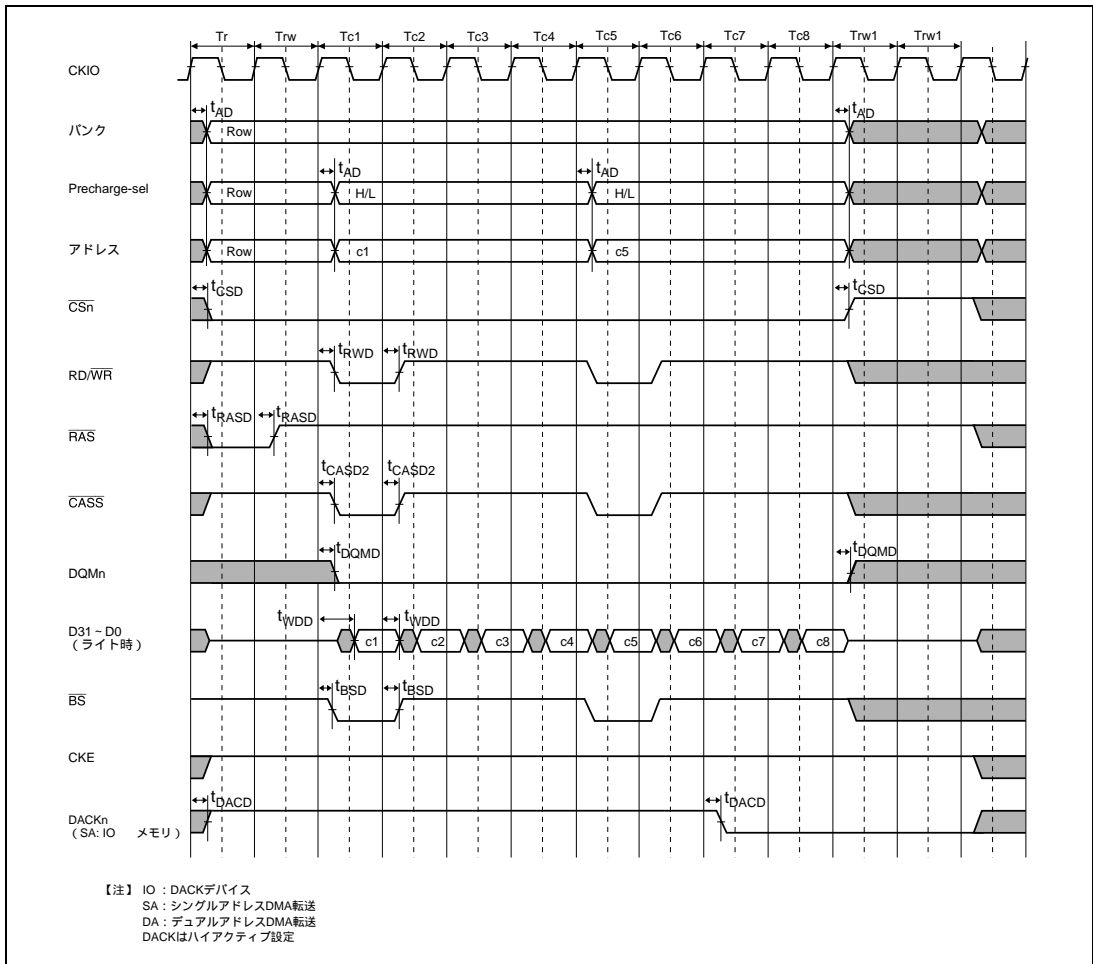 Tr Trw Tc1 Tc2 Tc3 Tc4 Tc5 Tc6 Tc7 Tc8 Trw1 Trw1
CKIO
tAD tAD
バンク Row
tAD tAD
Precharge-sel Row H/L H/L
アドレス Row c1 c5
tCSD tCSD
CSn
tRWD tRWD
RD/WR
tRASD tRASD
RAS
tCASD2 tCASD2
CASS
tDQMD tDQMD
DQMn
tWDD tWDD
D31~D0 c1 c2 c3 c4 c5 c6 c7 c8
(ライト時)
tBSD tBSD
BS
CKE
tDACD tDACD
DACKn
(SA: IO メモリ)
【注】 IO:DACKデバイス
SA:シングルアドレスDMA転送
DA:デュアルアドレスDMA転送
DACKはハイアクティブ設定